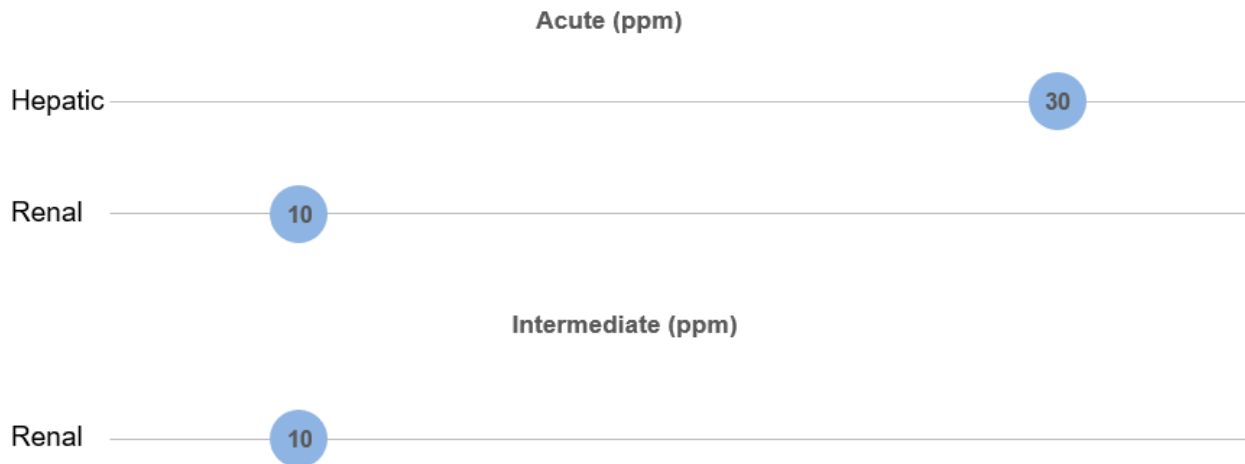 Acute (ppm)
Hepatic 30
Renal 10
Intermediate (ppm)
Renal 10